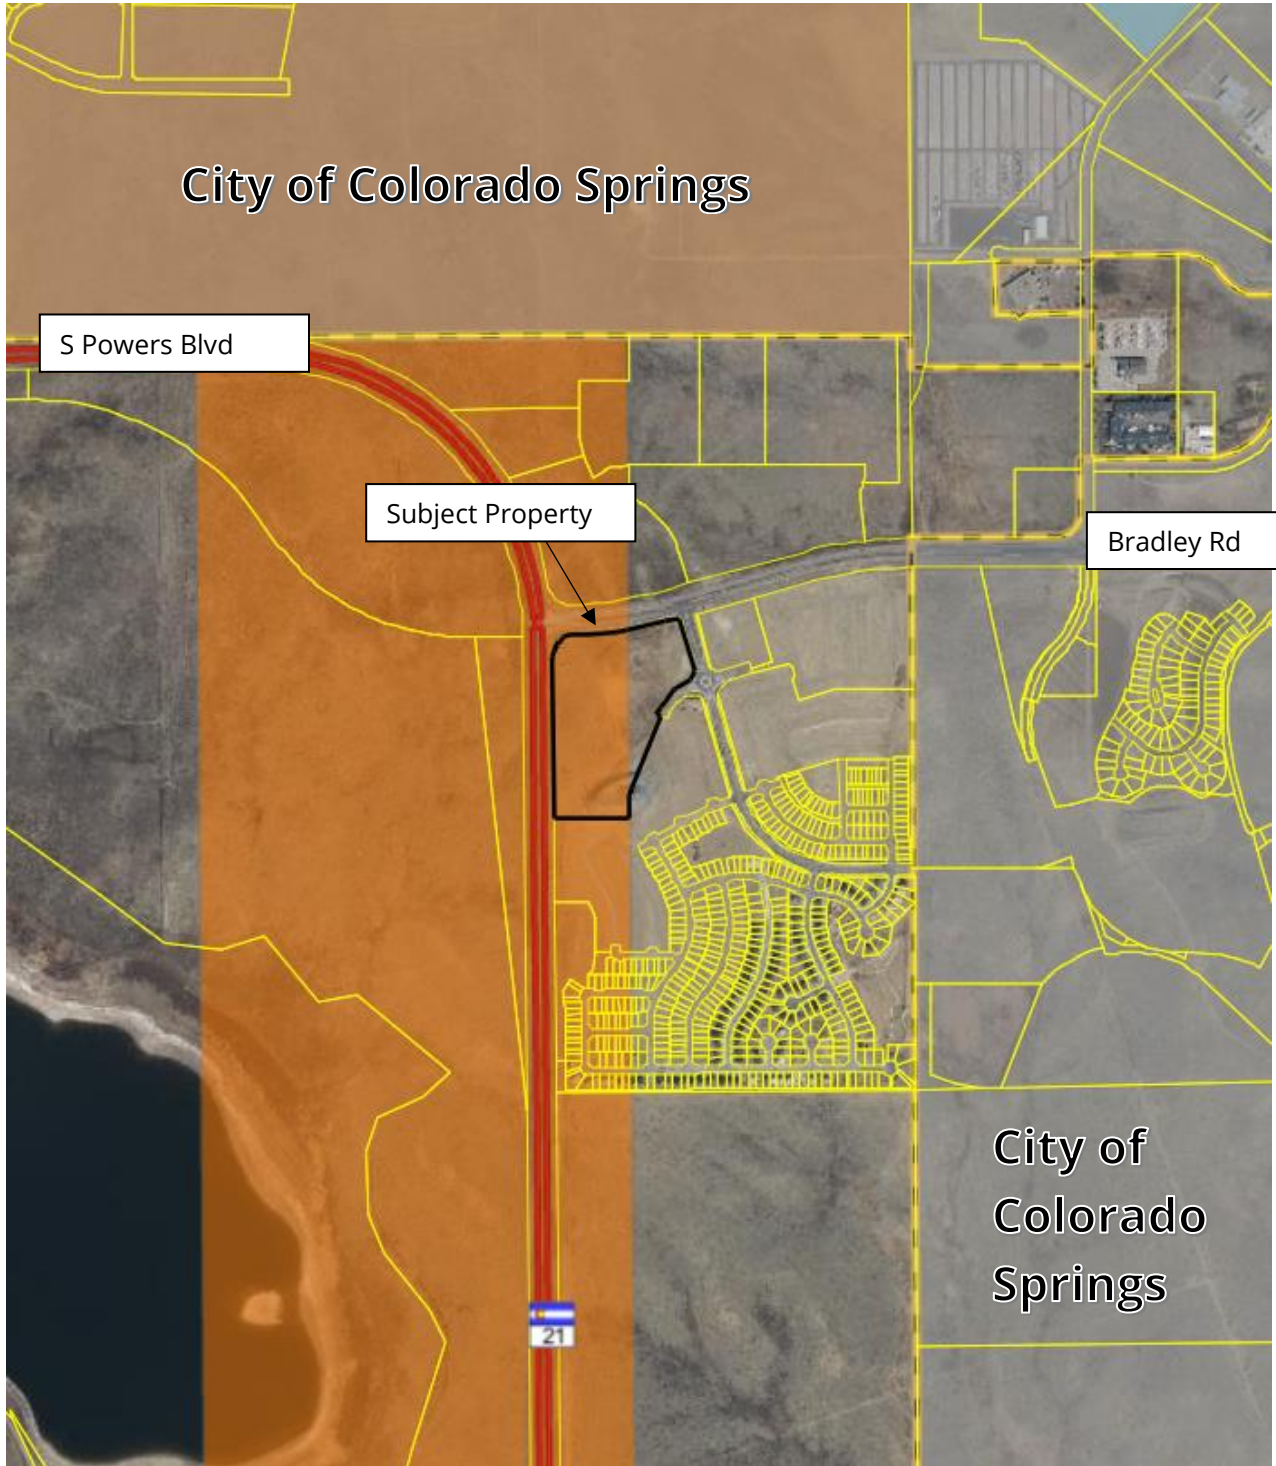 City of Colorado Springs
S Powers Blvd
Subject Property
Bradley Rd
City of
Colorado
Springs
21